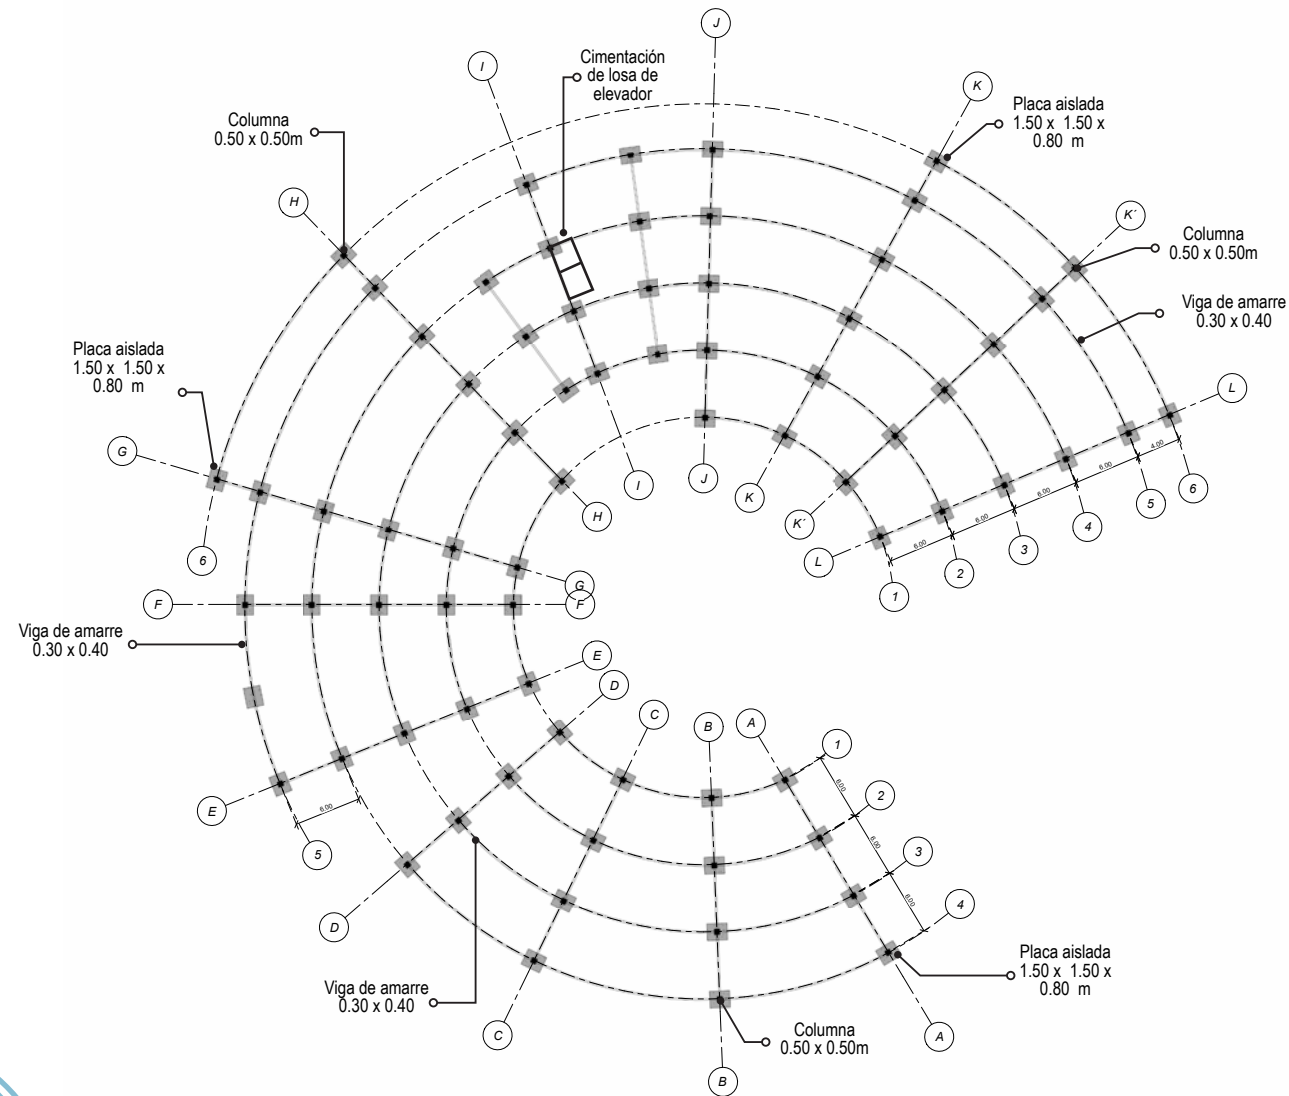 J
I
Cimentación
de losa de
elevador
K
Placa aislada
1.50 x 1.50 x
0.80 m
Columna
0.50 x 0.50m
H
K´
Columna
0.50 x 0.50m
Viga de amarre
0.30 x 0.40
Placa aislada
1.50 x 1.50 x
0.80 m
L
G
4.00
6.00
6.00
6.00
6
5
4
3
2
1
I
J
K
K´
L
H
6
G
F
F
Viga de amarre
0.30 x 0.40
E
D
C
B
A
1
6.00
2
6.00
3
6.00
4
E
6.00
5
D
Viga de amarre
0.30 x 0.40
Placa aislada
1.50 x 1.50 x
0.80 m
C
Columna
0.50 x 0.50m
A
B